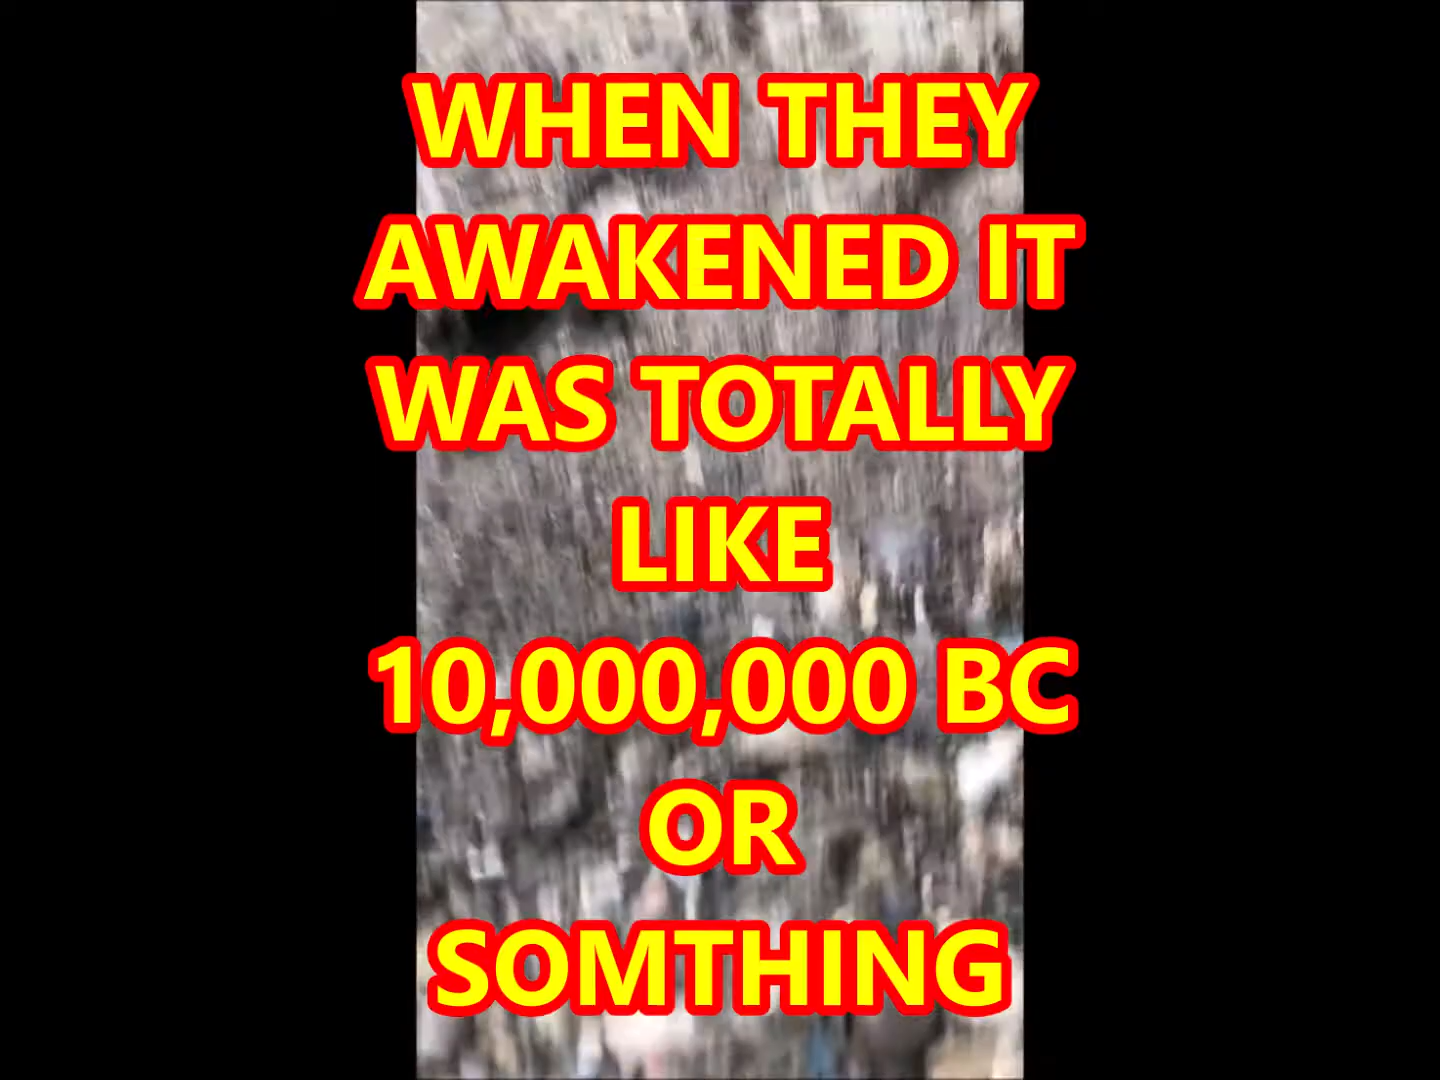 WHEN THEY
AWAKENED IT
WAS TOTALLY
LIKE
10,000,000 BC
OR
SOMTHING